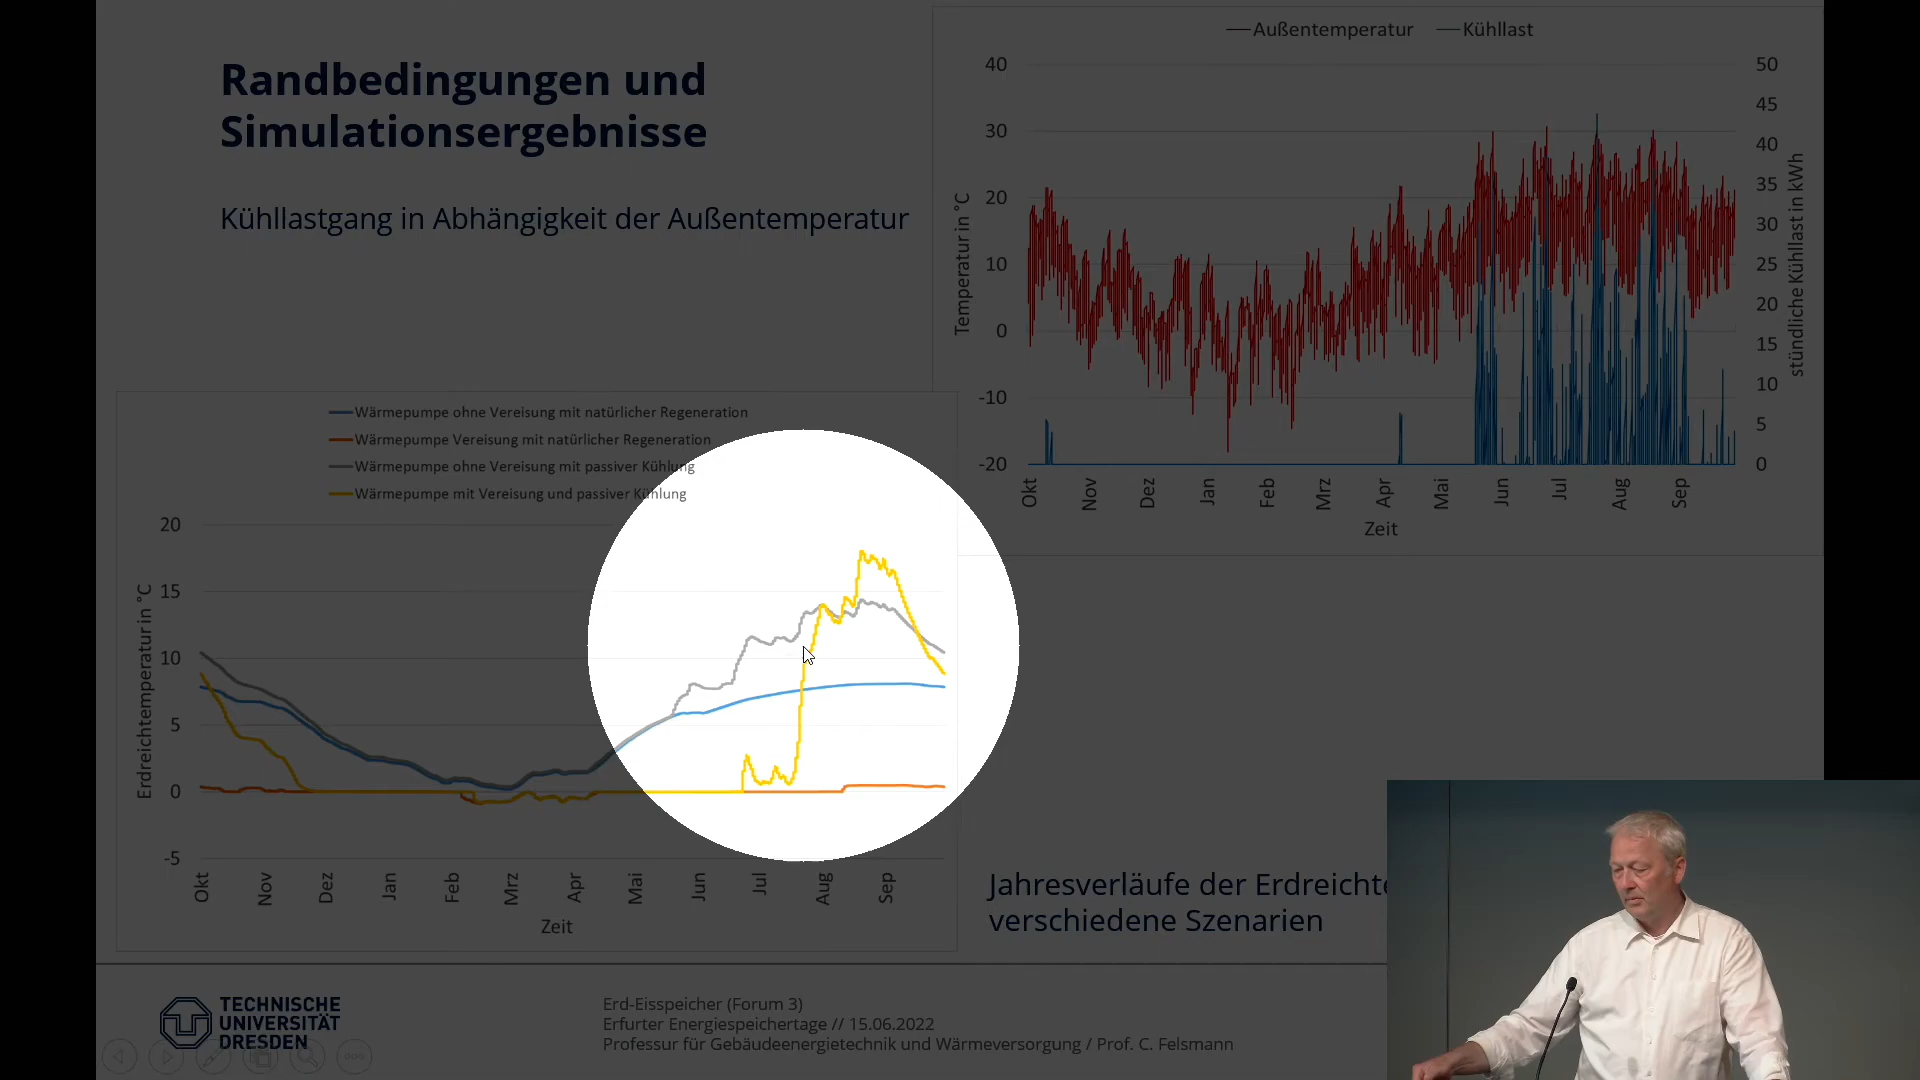 Randbedingungen und
Simulationsergebnisse
Kühllastgang in Abhängigkeit der Außentemperatur
Außentemperatur
Kühllast
40
30
20
10
0
-10
-20
Temperatur in °C
50
45
40
35
30
25
20
15
10
5
0
stündliche Kühllast in kWh
Okt
Nov
Dez
Jan
Feb
Mrz
Apr
Mai
Jun
Jul
Aug
Sep
Zeit
Wärmepumpe ohne Vereisung mit natürlicher Regeneration
Wärmepumpe Vereisung mit natürlicher Regeneration
Wärmepumpe ohne Vereisung mit passiver Kühlung
Wärmepumpe mit Vereisung und passiver Kühlung
20
15
10
5
0
-5
Erdreichtemperatur in °C
Okt
Nov
Dez
Jan
Feb
Mrz
Apr
Mai
Jun
Jul
Aug
Sep
Zeit
Jahresverläufe der
verschiedene Szenarien
TECHNISCHE
UNIVERSITÄT
DRESDEN
Erd-Eisspeicher (Forum 3)
Erfurter Energiespeichertage // 15.06.2022
Professur für Gebäudeenergietechnik und Wärmeversorgung / Prof. C. Felsmann